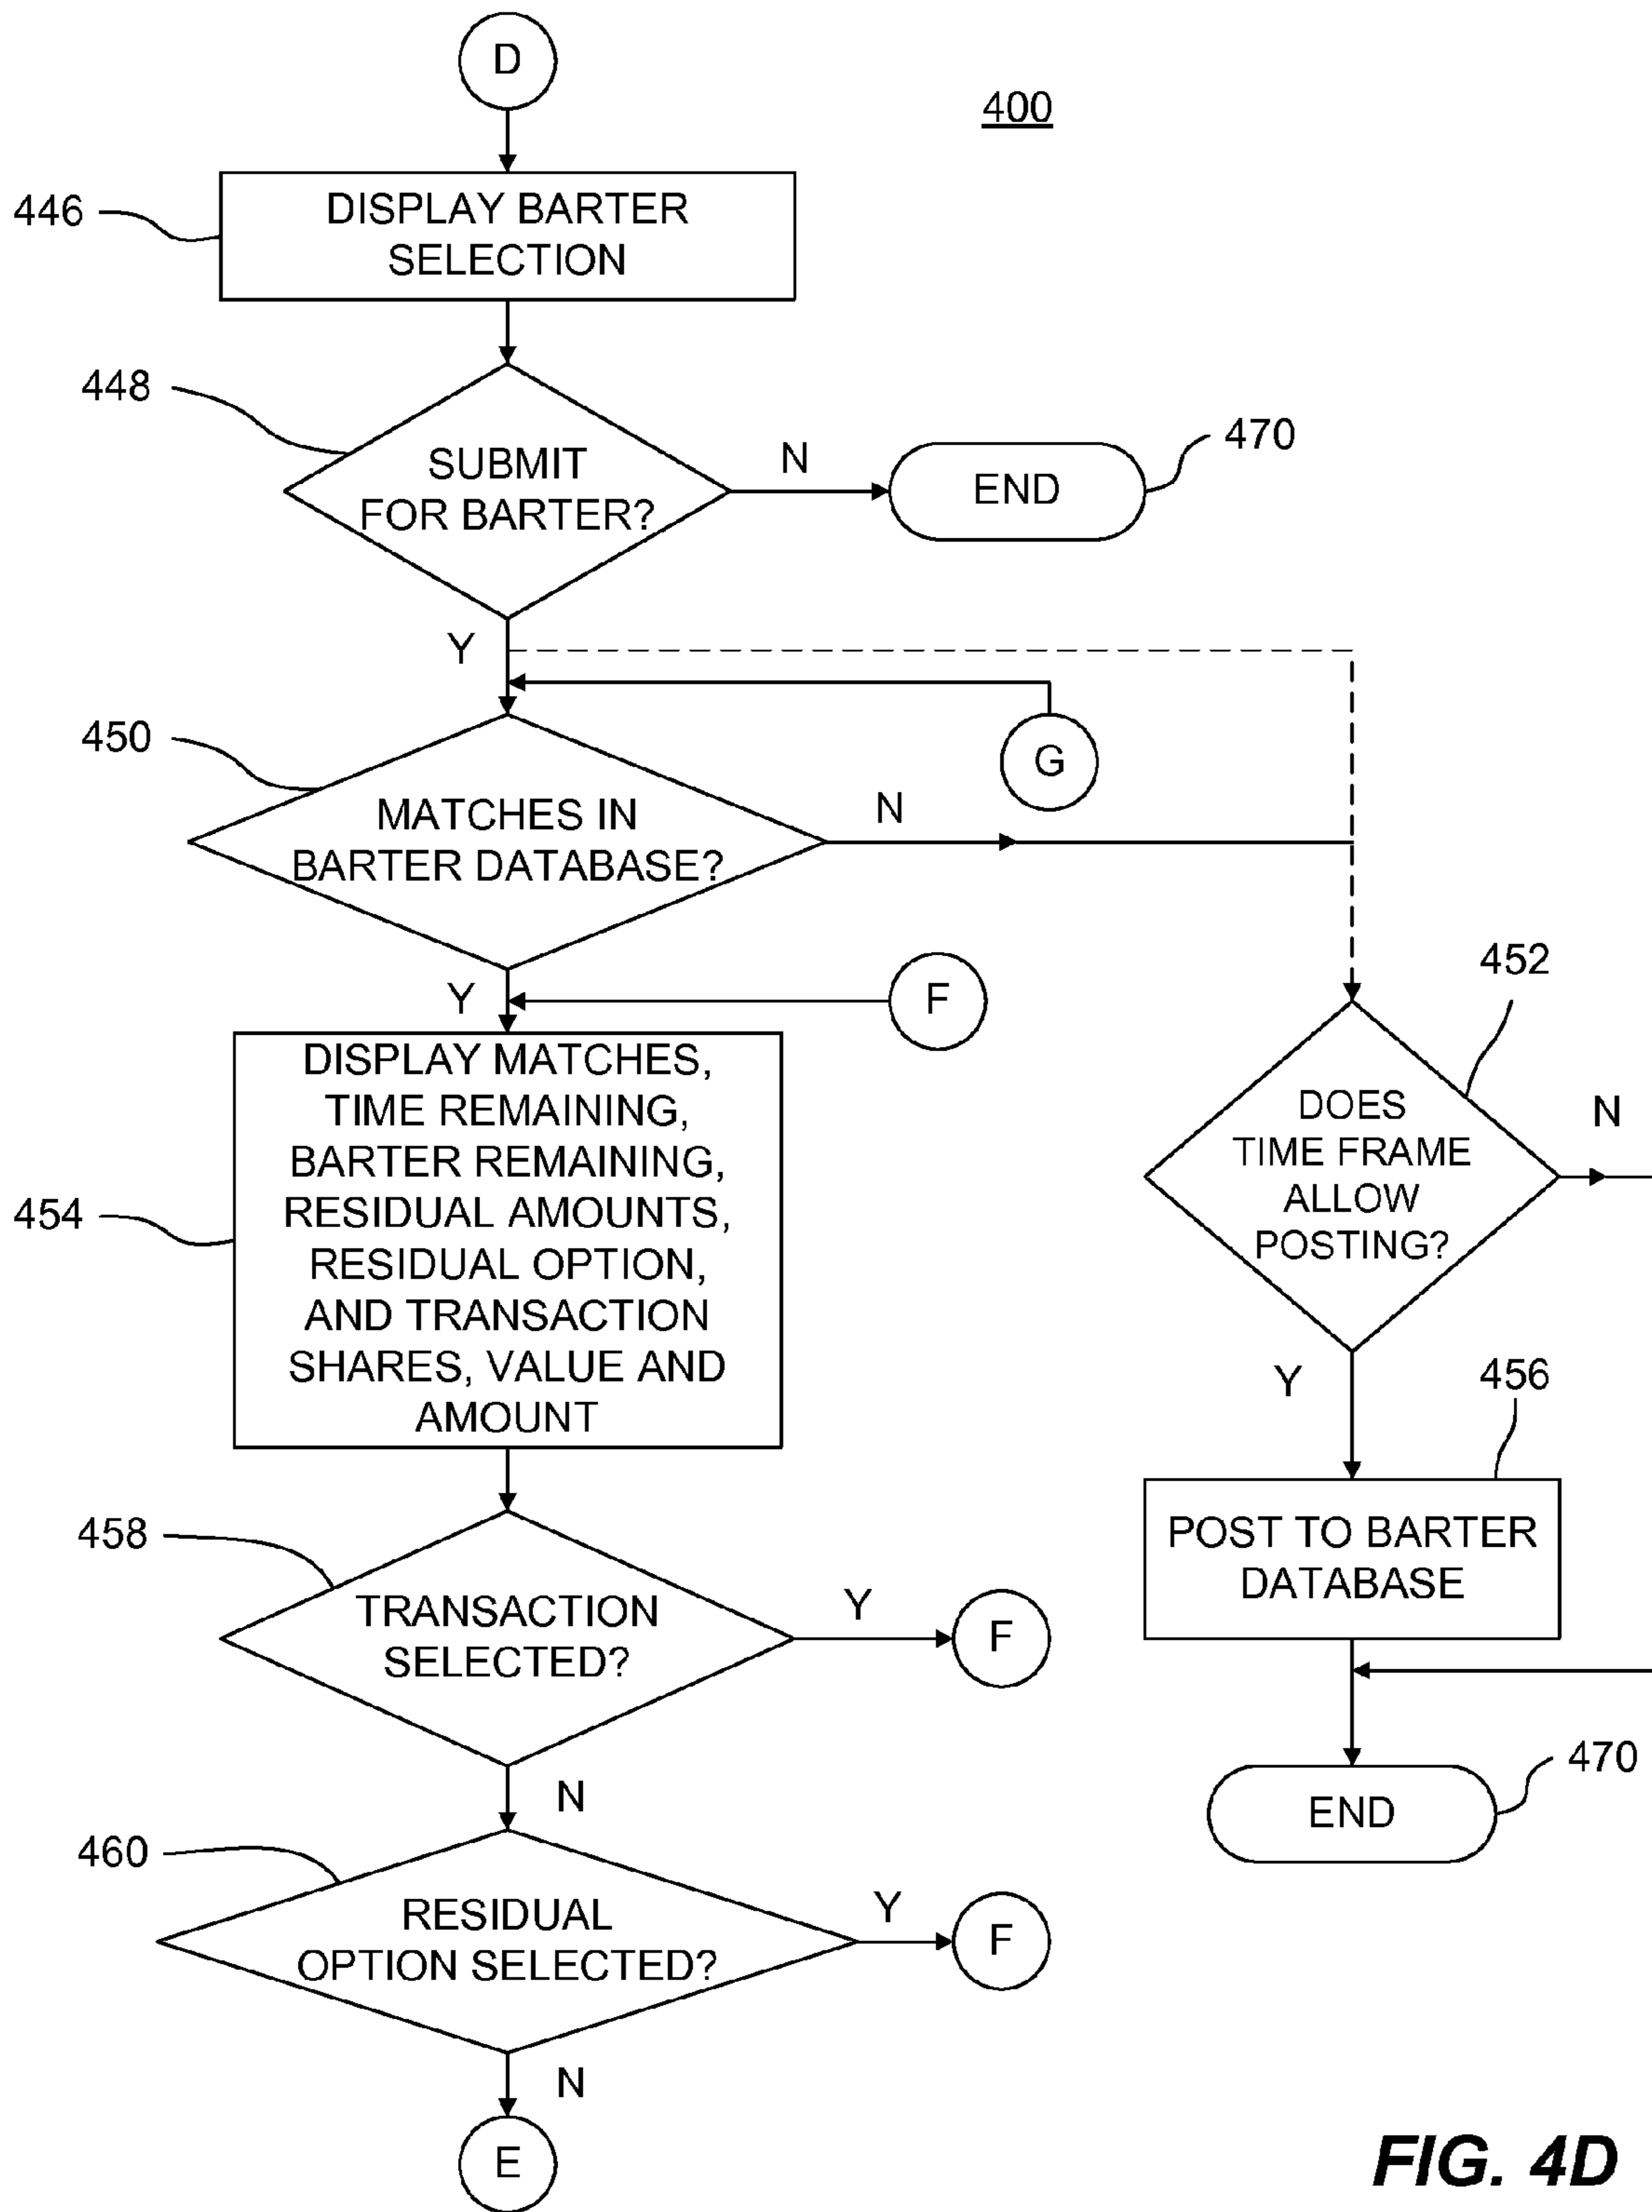 D
400
446
DISPLAY BARTER
SELECTION
448
SUBMIT
FOR BARTER?
N
END
470
Y
G
450
MATCHES IN
BARTER DATABASE?
N
Y
F
452
DOES
TIME FRAME
ALLOW
POSTING?
N
454
DISPLAY MATCHES,
TIME REMAINING,
BARTER REMAINING,
RESIDUAL AMOUNTS,
RESIDUAL OPTION,
AND TRANSACTION
SHARES, VALUE AND
AMOUNT
Y
456
POST TO BARTER
DATABASE
458
TRANSACTION
SELECTED?
Y
F
N
470
END
460
RESIDUAL
OPTION SELECTED?
Y
F
N
E
FIG. 4D